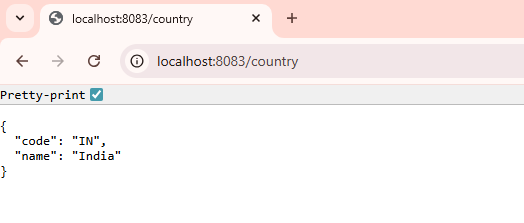 localhost:8083/country
localhost:8083/country
Pretty-print
{
  "code": "IN",
  "name": "India"
}